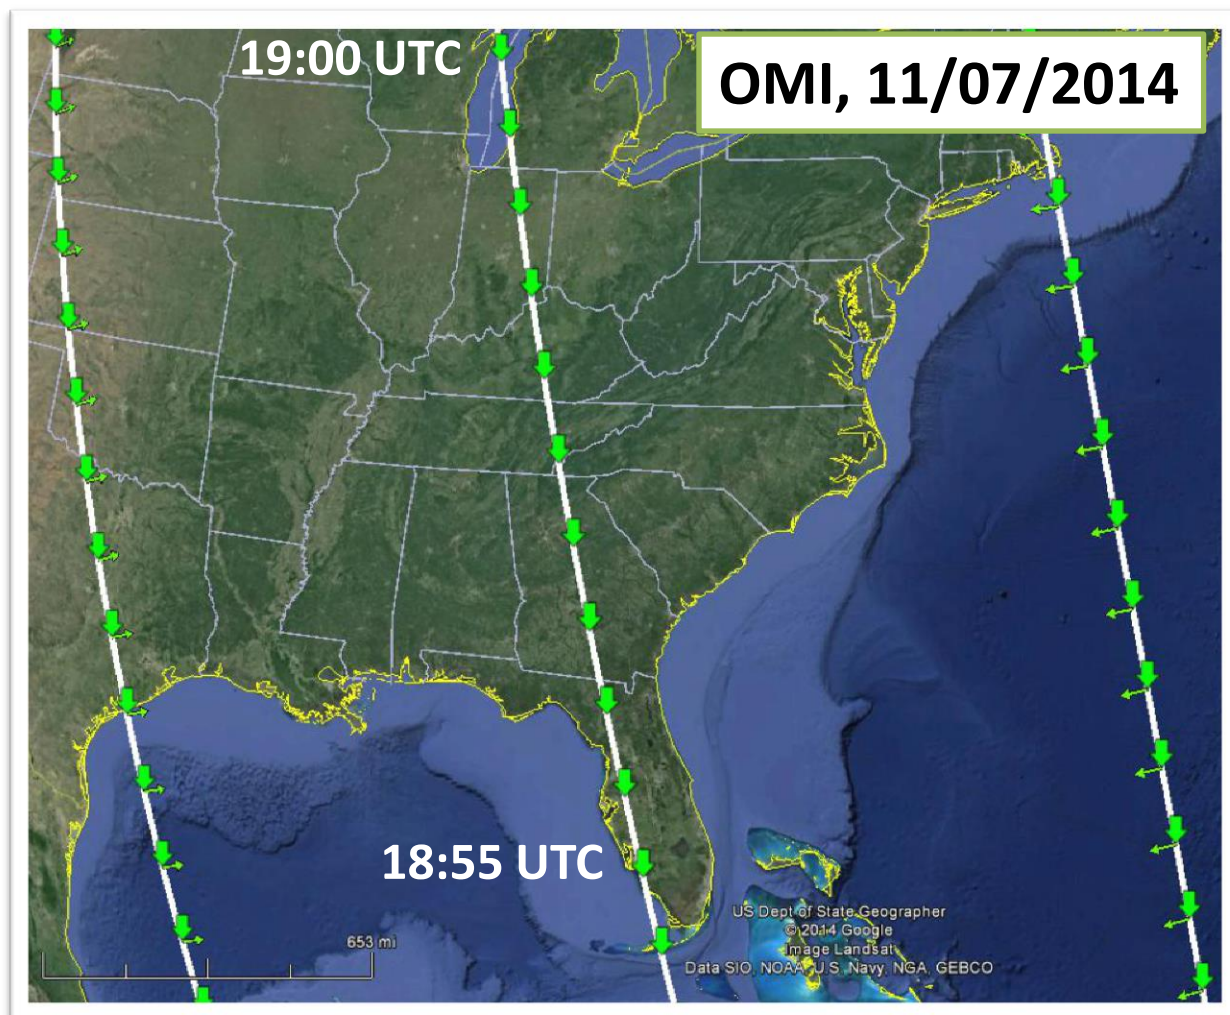 19:00 UTC
OMI, 11/07/2014
18:55 UTC
653 mi
US Dept of State Geographer
© 2014 Google
Image Landsat
Data SIO, NOAA, U.S. Navy, NGA, GEBCO